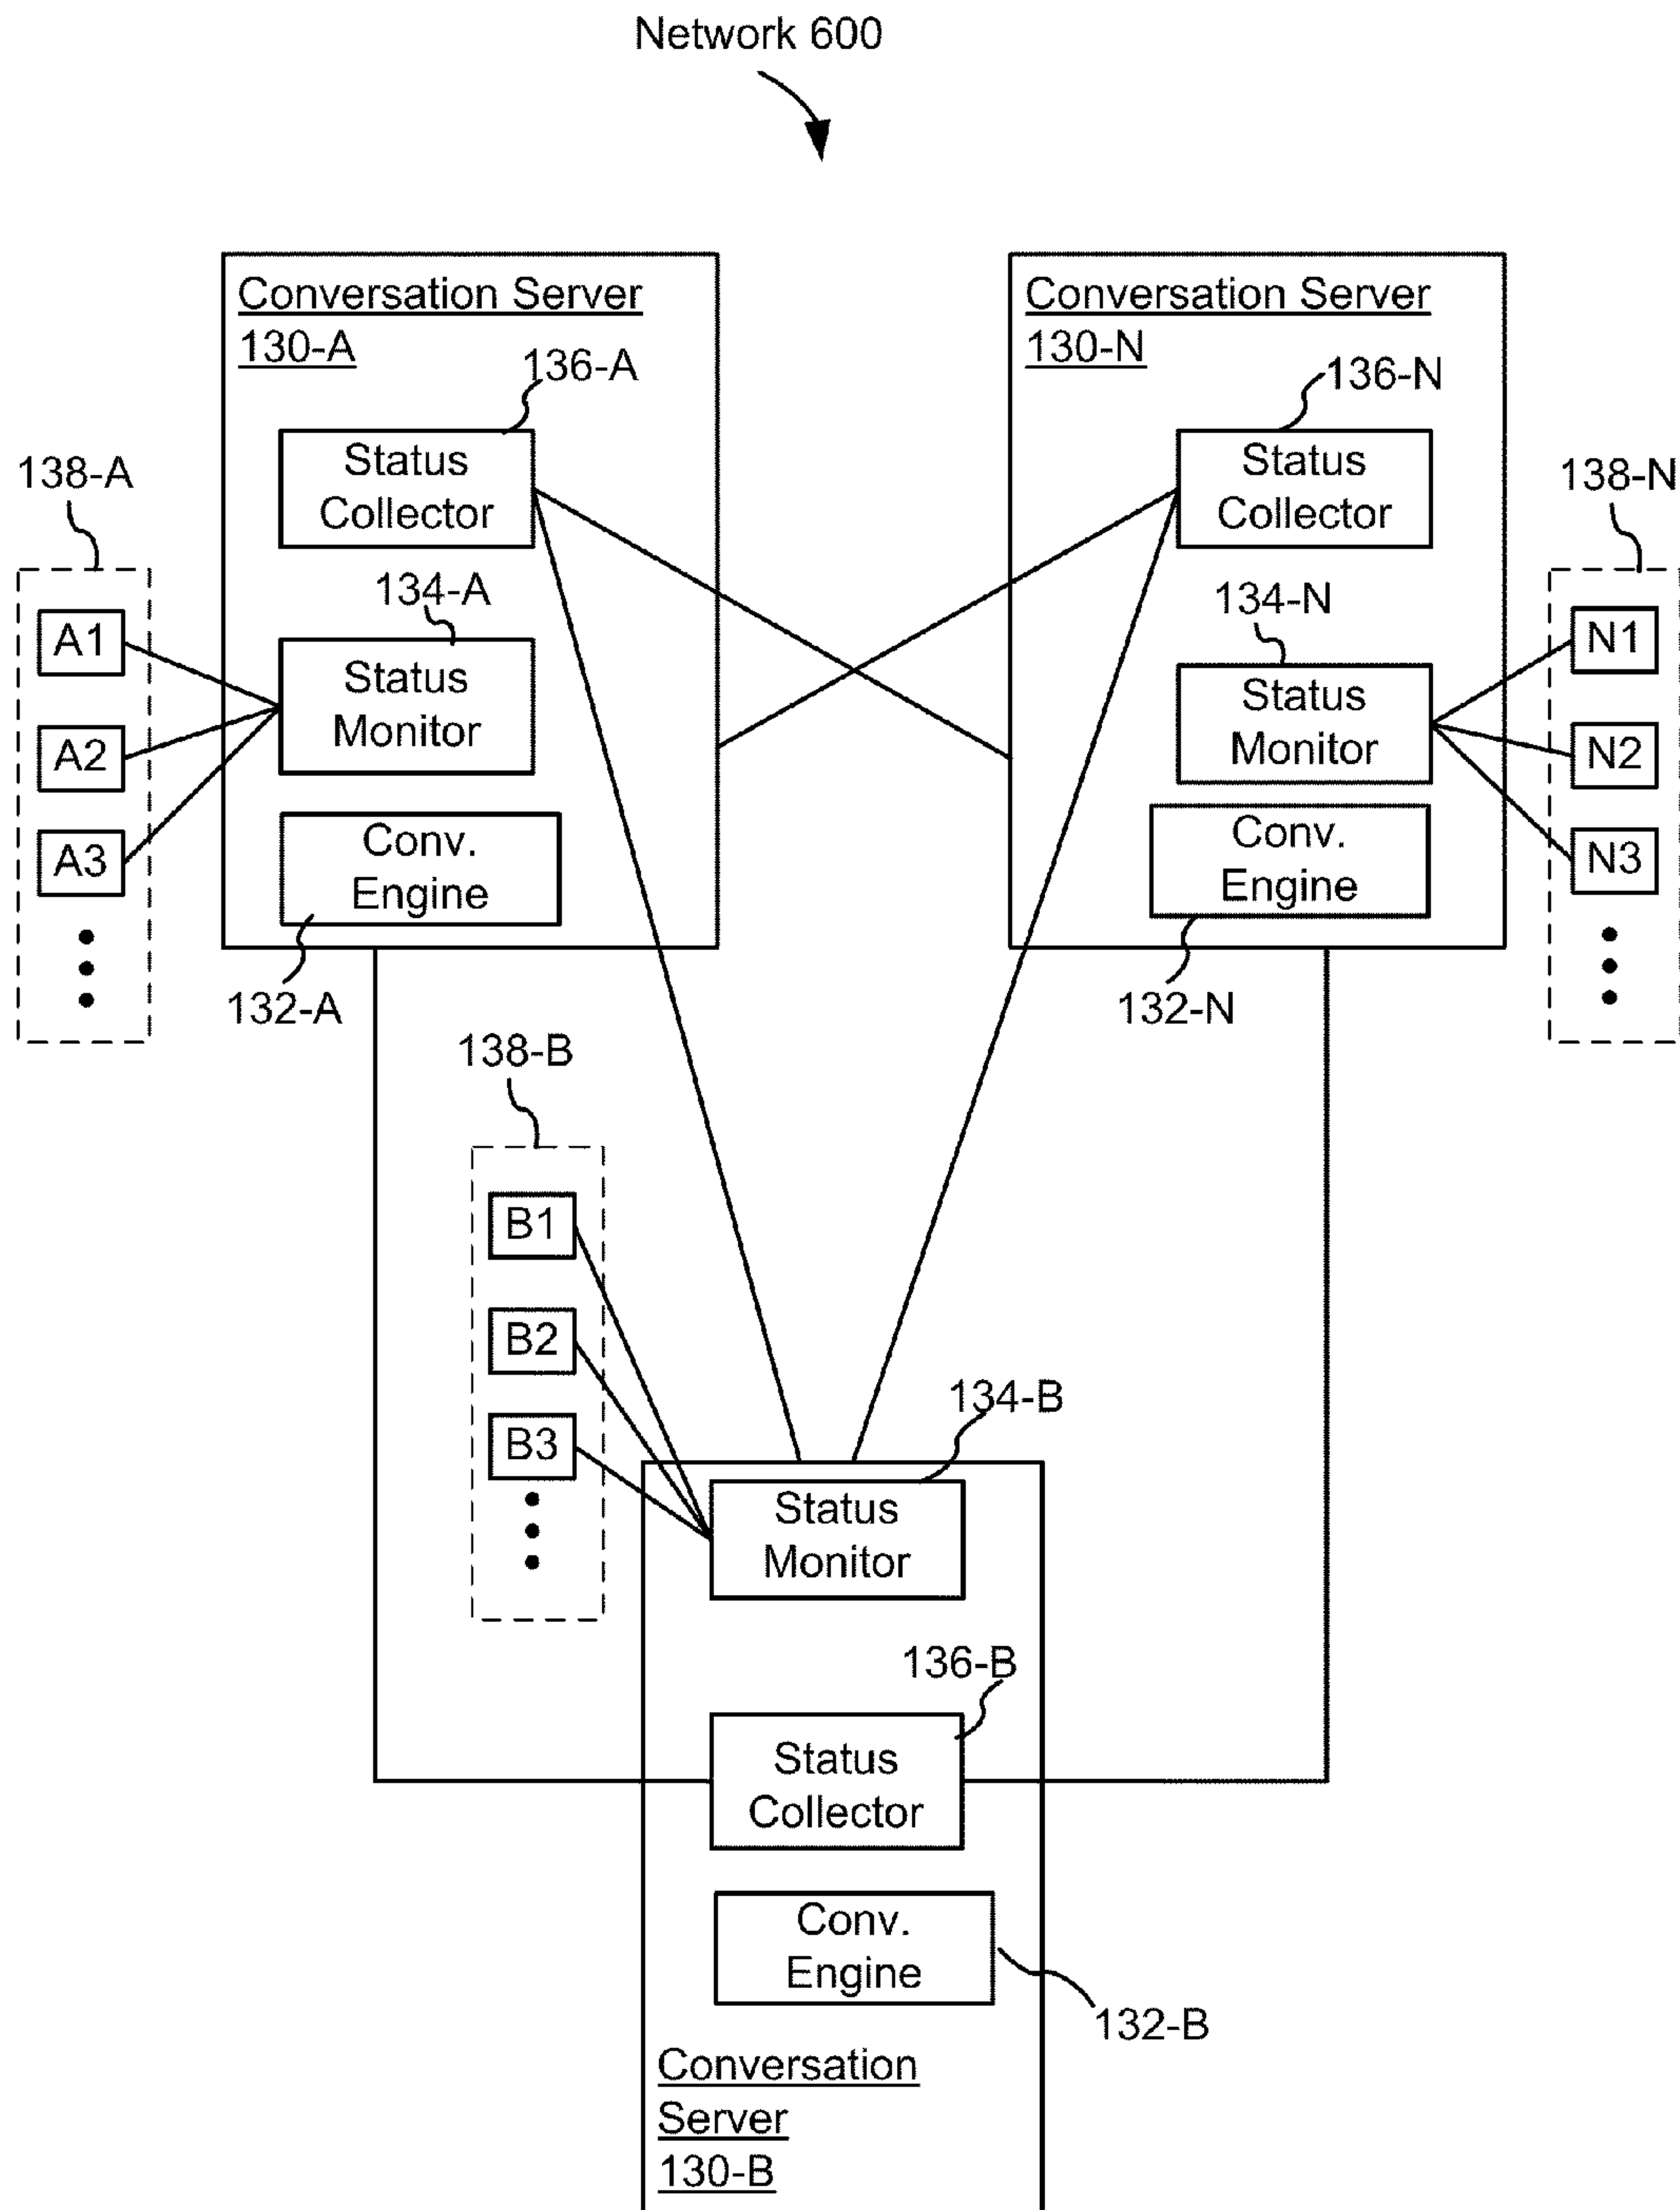 Network 600
Conversation Server
130-A
136-A
Status
Collector
138-A
134-A
A1
A2
A3
Status
Monitor
Conv.
Engine
132-A
Conversation Server
130-N
136-N
Status
Collector
138-N
134-N
N1
N2
N3
Status
Monitor
Conv.
Engine
132-N
138-B
B1
B2
B3
134-B
Status
Monitor
136-B
Status
Collector
Conv.
Engine
132-B
Conversation
Server
130-B